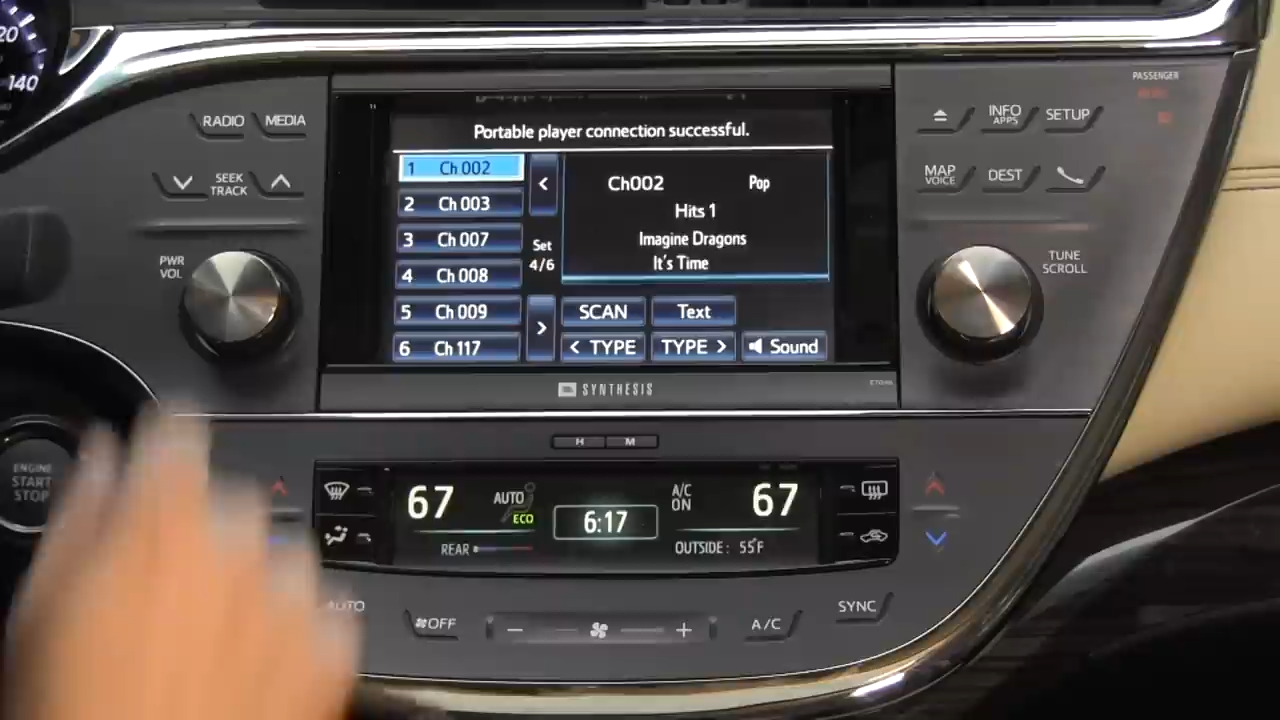 20
140
RADIO
MEDIA
SEEK
TRACK
PWR
VOL
Portable player connection successful.
1 Ch 002
2 Ch 003
3 Ch 007
4 Ch 008
5 Ch 009
6 Ch 117
<
Set
4/6
>
Ch002 Pop
Hits 1
Imagine Dragons
It's Time
SCAN
Text
< TYPE
TYPE >
Sound
SYNTHESIS
INFO
APPS
SETUP
MAP
VOICE
DEST
TUNE
SCROLL
PASSENGER
ENGINE
START
STOP
H
M
67
AUTO
ECO
6:17
A/C
ON
67
REAR
OUTSIDE: 55°F
AUTO
OFF
−
+
A/C
SYNC